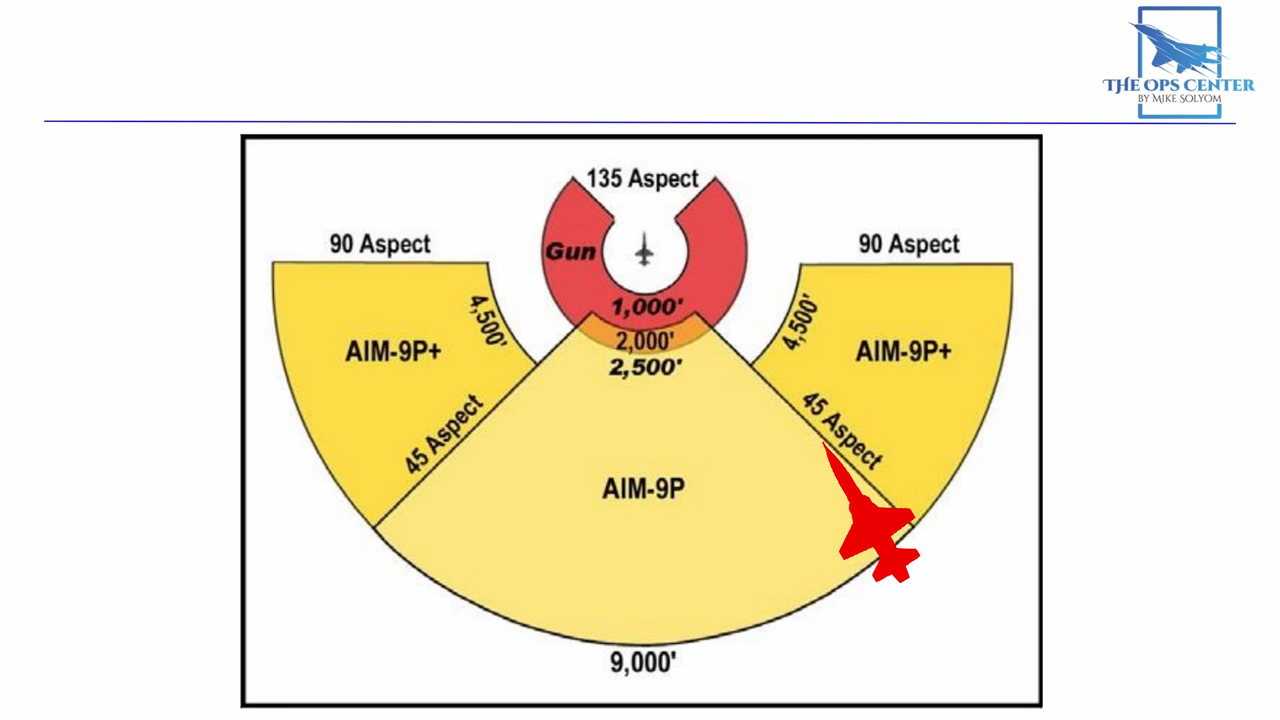 THE OPS CENTER
BY MIKE SOLYOM
135 Aspect
90 Aspect
90 Aspect
Gun
1,000'
4,500'
4,500'
2,000'
2,500'
AIM-9P+
AIM-9P+
45 Aspect
45 Aspect
AIM-9P
9,000'